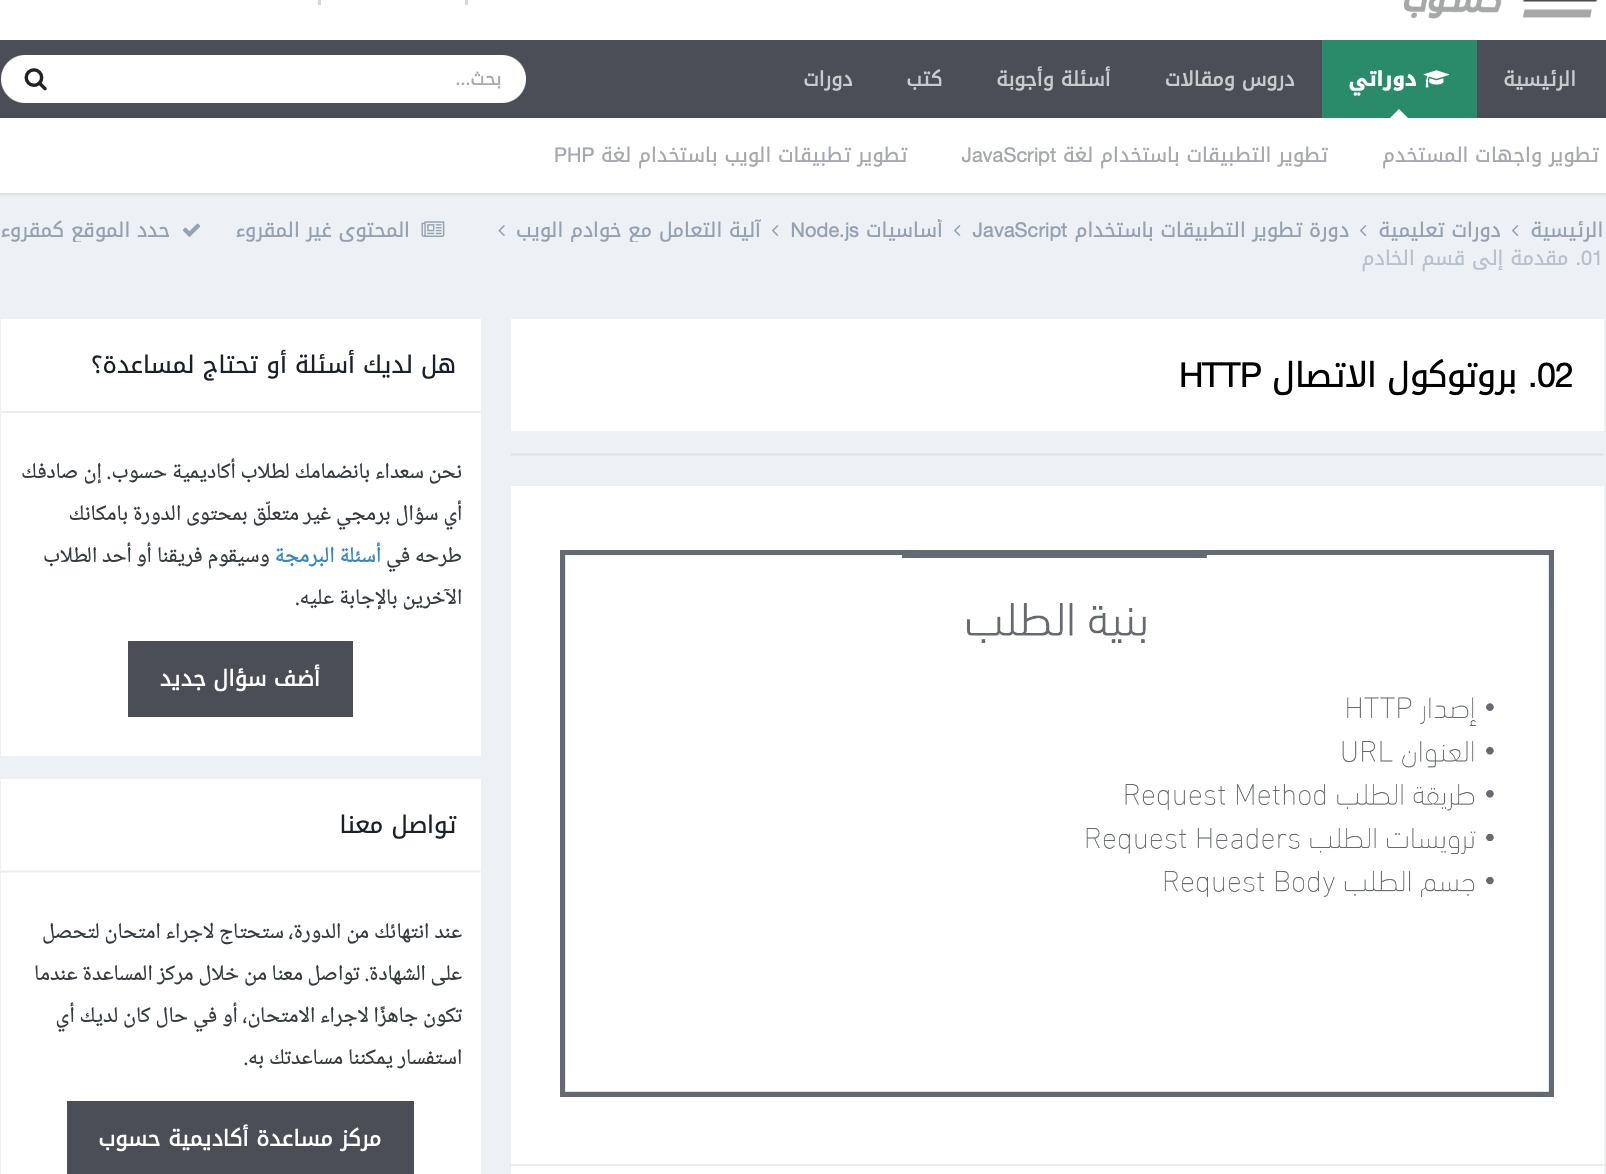 حسوب
الرئيسية
دوراتي
دروس ومقالات
أسئلة وأجوبة
كتب
دورات
بحث...
تطوير واجهات المستخدم
تطوير التطبيقات باستخدام لغة JavaScript
تطوير تطبيقات الويب باستخدام لغة PHP
الرئيسية › دورات تعليمية › دورة تطوير التطبيقات باستخدام JavaScript › أساسيات Node.js › آلية التعامل مع خوادم الويب ›
01. مقدمة إلى قسم الخادم
المحتوى غير المقروء
حدد الموقع كمقروء
02. بروتوكول الاتصال HTTP
بنية الطلب
• إصدار HTTP
• العنوان URL
• طريقة الطلب Request Method
• ترويسات الطلب Request Headers
• جسم الطلب Request Body
هل لديك أسئلة أو تحتاج لمساعدة؟
نحن سعداء بانضمامك لطلاب أكاديمية حسوب. إن صادفك
أي سؤال برمجي غير متعلّق بمحتوى الدورة بامكانك
طرحه في أسئلة البرمجة وسيقوم فريقنا أو أحد الطلاب
الآخرين بالإجابة عليه.
أضف سؤال جديد
تواصل معنا
عند انتهائك من الدورة، ستحتاج لاجراء امتحان لتحصل
على الشهادة. تواصل معنا من خلال مركز المساعدة عندما
تكون جاهزًا لاجراء الامتحان، أو في حال كان لديك أي
استفسار يمكننا مساعدتك به.
مركز مساعدة أكاديمية حسوب